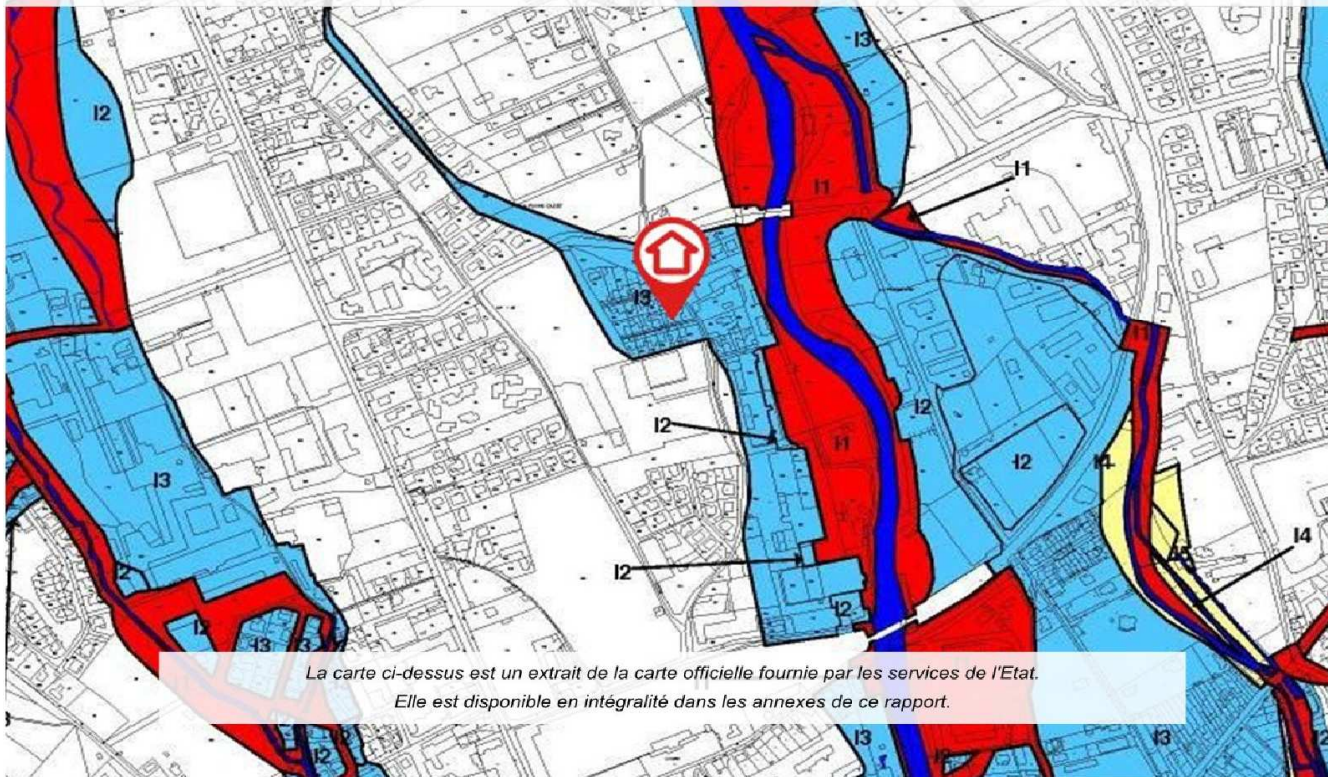 I3
I2
I1
I1
I3
I2
I2
I1
I2
I4
I3
I4
I2
I2
I2
I2
I3
I3
La carte ci-dessus est un extrait de la carte officielle fournie par les services de l'Etat.
Elle est disponible en intégralité dans les annexes de ce rapport.
I3
I3
I2
I2